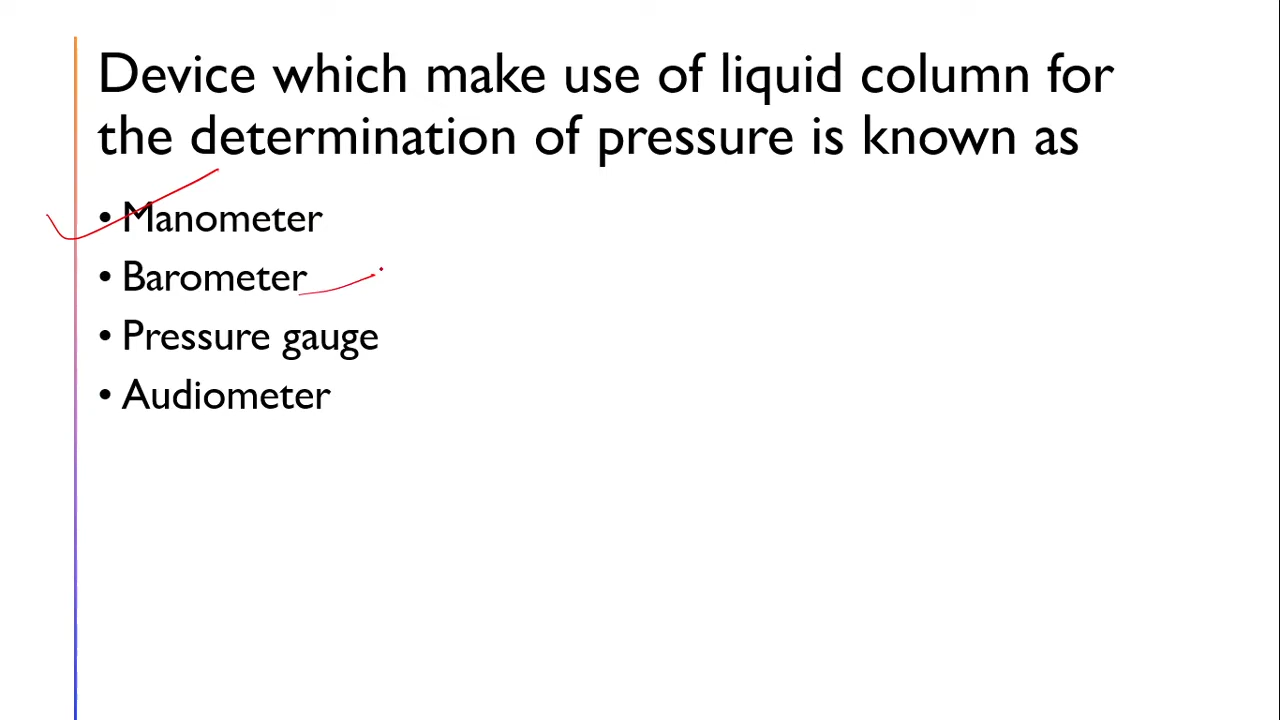 Device which make use of liquid column for
the determination of pressure is known as
• Manometer
• Barometer
• Pressure gauge
• Audiometer